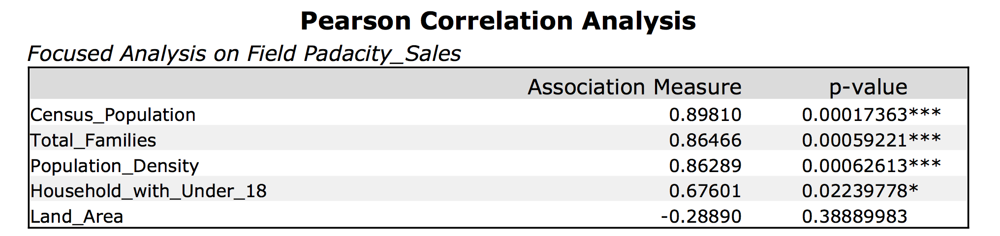 Pearson Correlation Analysis
Focused Analysis on Field Padacity_Sales
Association Measure p-value
Census_Population 0.89810 0.00017363***
Total_Families 0.86466 0.00059221***
Population_Density 0.86289 0.00062613***
Household_with_Under_18 0.67601 0.02239778*
Land_Area -0.28890 0.38889983